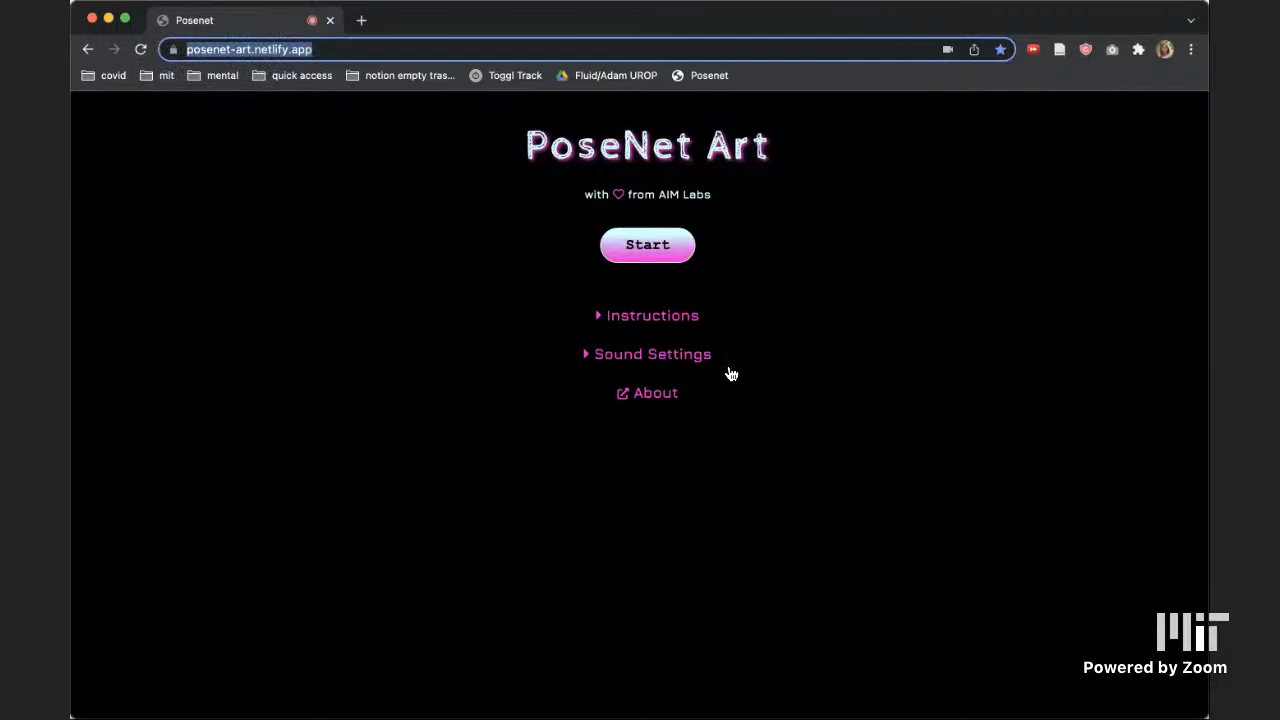 Posenet
posenet-art.netlify.app
covid mit mental quick access notion empty tras... Toggl Track Fluid/Adam UROP Posenet
PoseNet Art
with ♡ from AIM Labs
Start
Instructions
Sound Settings
About
MIT
Powered by Zoom